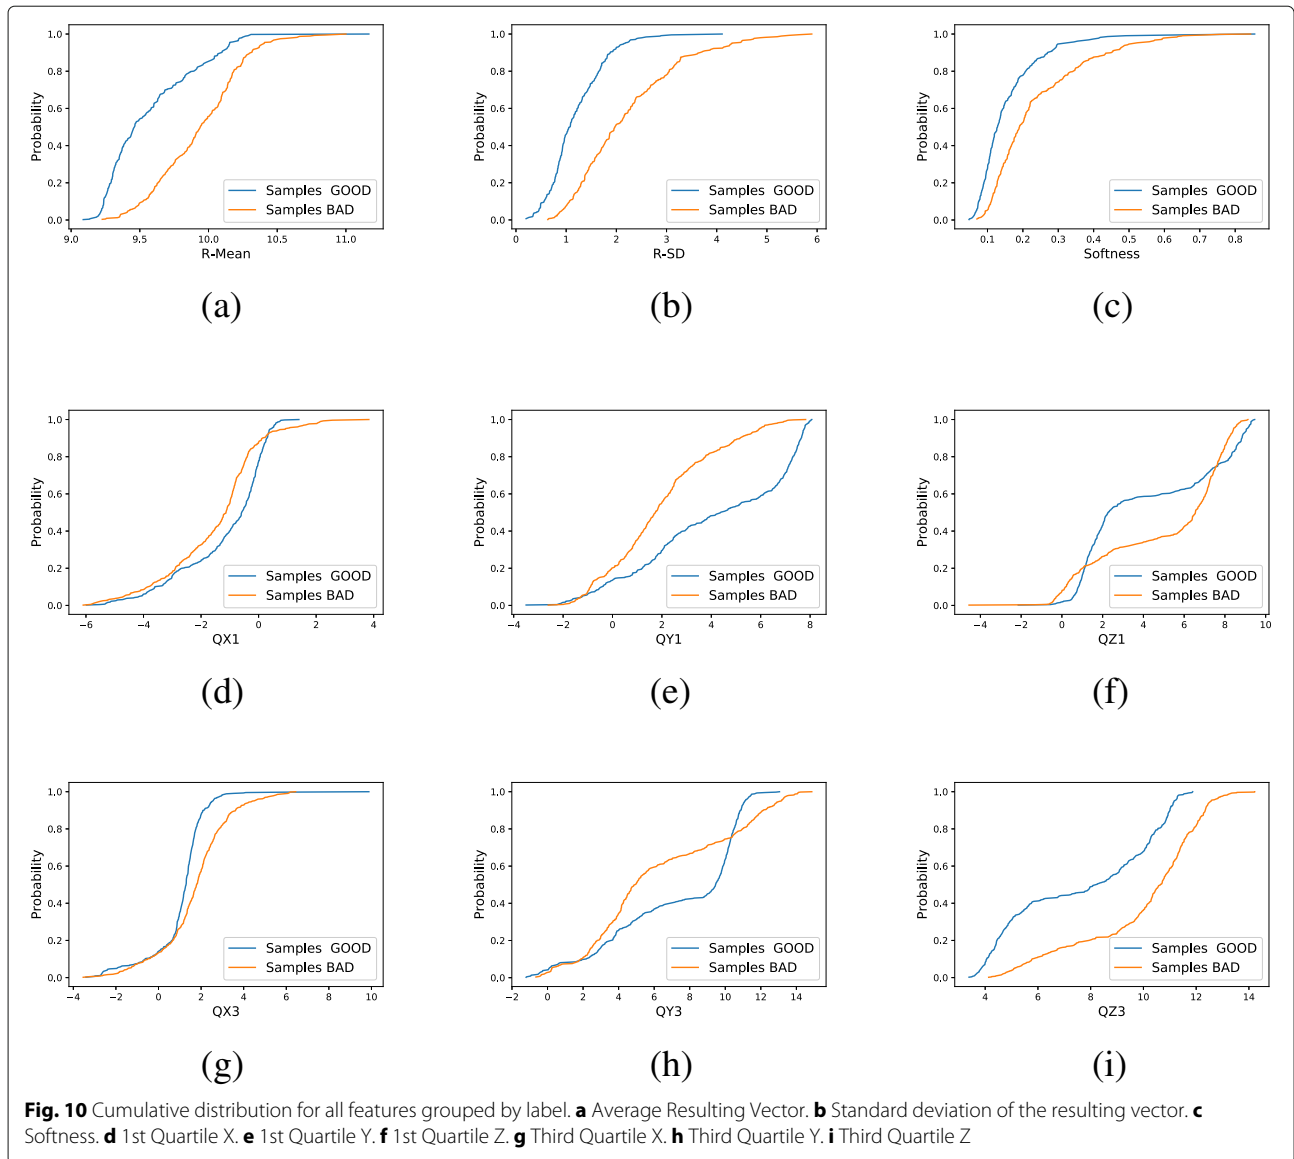 1.0
0.8
0.6
0.4
0.2
0.0
Probability
Samples GOOD
Samples BAD
9.0 9.5 10.0 10.5 11.0
R-Mean
(a)
1.0
0.8
0.6
0.4
0.2
0.0
Probability
Samples GOOD
Samples BAD
0 1 2 3 4 5 6
R-SD
(b)
1.0
0.8
0.6
0.4
0.2
0.0
Probability
Samples GOOD
Samples BAD
0.1 0.2 0.3 0.4 0.5 0.6 0.7 0.8
Softness
(c)
1.0
0.8
0.6
0.4
0.2
0.0
Probability
Samples GOOD
Samples BAD
−6 −4 −2 0 2 4
QX1
(d)
1.0
0.8
0.6
0.4
0.2
0.0
Probability
Samples GOOD
Samples BAD
−4 −2 0 2 4 6 8
QY1
(e)
1.0
0.8
0.6
0.4
0.2
0.0
Probability
Samples GOOD
Samples BAD
−4 −2 0 2 4 6 8 10
QZ1
(f)
1.0
0.8
0.6
0.4
0.2
0.0
Probability
Samples GOOD
Samples BAD
−4 −2 0 2 4 6 8 10
QX3
(g)
1.0
0.8
0.6
0.4
0.2
0.0
Probability
Samples GOOD
Samples BAD
−2 0 2 4 6 8 10 12 14
QY3
(h)
1.0
0.8
0.6
0.4
0.2
0.0
Probability
Samples GOOD
Samples BAD
4 6 8 10 12 14
QZ3
(i)
Fig. 10 Cumulative distribution for all features grouped by label. a Average Resulting Vector. b Standard deviation of the resulting vector. c
Softness. d 1st Quartile X. e 1st Quartile Y. f 1st Quartile Z. g Third Quartile X. h Third Quartile Y. i Third Quartile Z